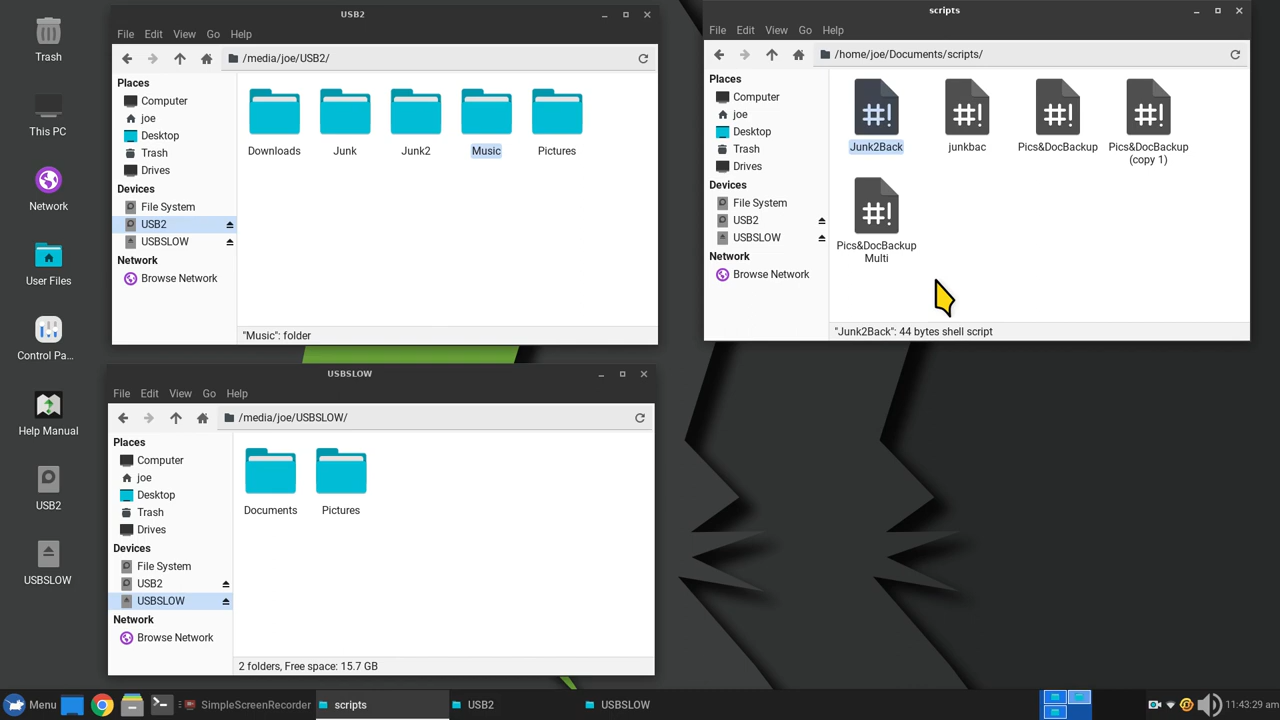 Trash
This PC
Network
User Files
Control Pa...
Help Manual
USB2
USBSLOW
USB2
File Edit View Go Help
/media/joe/USB2/
Places
Computer
joe
Desktop
Trash
Drives
Devices
File System
USB2
USBSLOW
Network
Browse Network
Downloads
Junk
Junk2
Music
Pictures
"Music": folder
scripts
File Edit View Go Help
/home/joe/Documents/scripts/
Places
Computer
joe
Desktop
Trash
Drives
Devices
File System
USB2
USBSLOW
Network
Browse Network
#!
Junk2Back
#!
junkbac
#!
Pics&DocBackup
#!
Pics&DocBackup
(copy 1)
#!
Pics&DocBackup
Multi
"Junk2Back": 44 bytes shell script
USBSLOW
File Edit View Go Help
/media/joe/USBSLOW/
Places
Computer
joe
Desktop
Trash
Drives
Devices
File System
USB2
USBSLOW
Network
Browse Network
Documents
Pictures
2 folders, Free space: 15.7 GB
Menu
SimpleScreenRecorder
scripts
USB2
USBSLOW
11:43:29 am